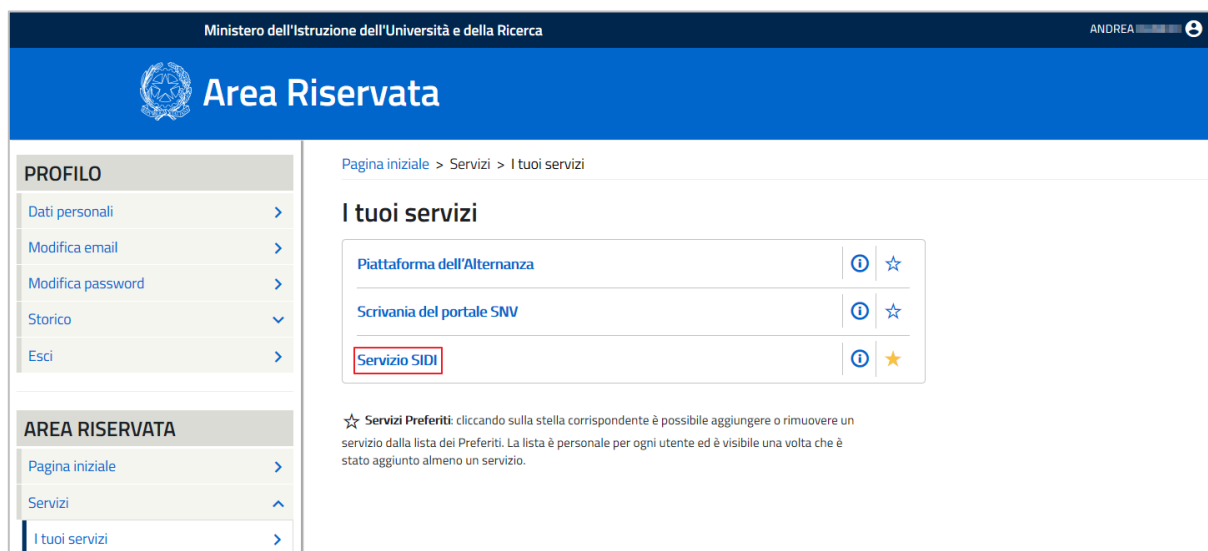 Ministero dell'Istruzione dell'Università e della Ricerca
ANDREA
Area Riservata
PROFILO
Dati personali
Modifica email
Modifica password
Storico
Esci
AREA RISERVATA
Pagina iniziale
Servizi
I tuoi servizi
Pagina iniziale > Servizi > I tuoi servizi
I tuoi servizi
Piattaforma dell'Alternanza
Scrivania del portale SNV
Servizio SIDI
Servizi Preferiti: cliccando sulla stella corrispondente è possibile aggiungere o rimuovere un
servizio dalla lista dei Preferiti. La lista è personale per ogni utente ed è visibile una volta che è
stato aggiunto almeno un servizio.